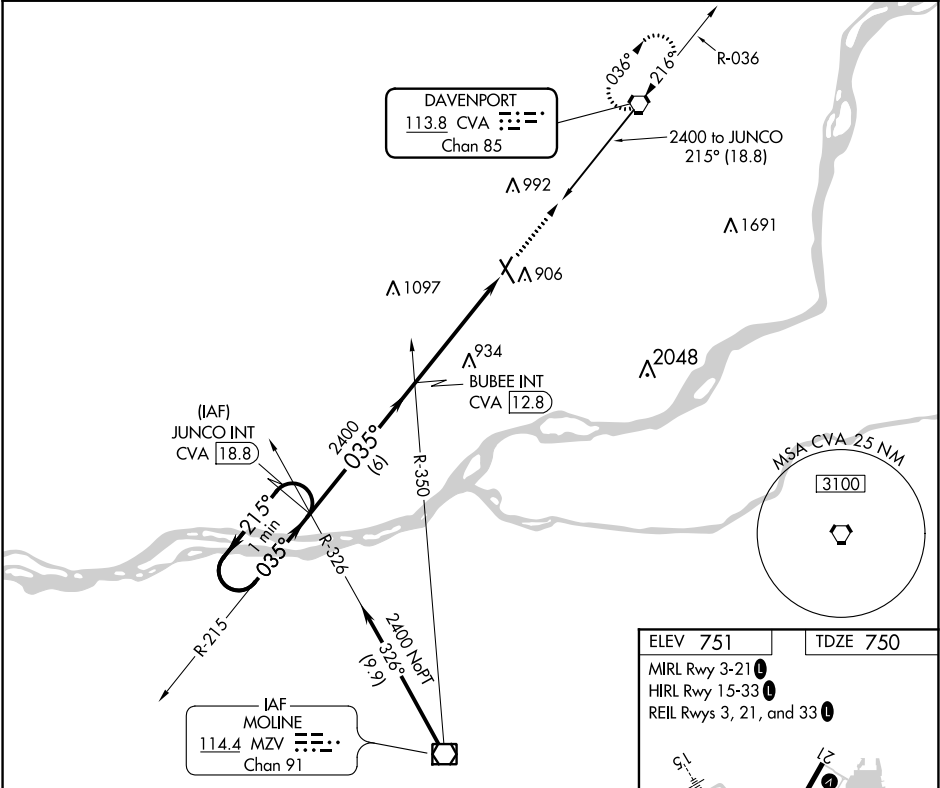 R-036
036°
216°
DAVENPORT
113.8 CVA
Chan 85
2400 to JUNCO
215° (18.8)
992
1691
906
1097
934
2048
BUBEE INT
CVA 12.8
(IAF)
JUNCO INT
CVA 18.8
2400
035°
(6)
R-350
MSA CVA 25 NM
3100
215°
1 min
035°
R-326
R-215
2400 NoPT
326°
(9.9)
IAF
MOLINE
114.4 MZV
Chan 91
ELEV 751
TDZE 750
MIRL Rwy 3-21 L
HIRL Rwy 15-33 L
REIL Rwys 3, 21, and 33 L
15
21
V